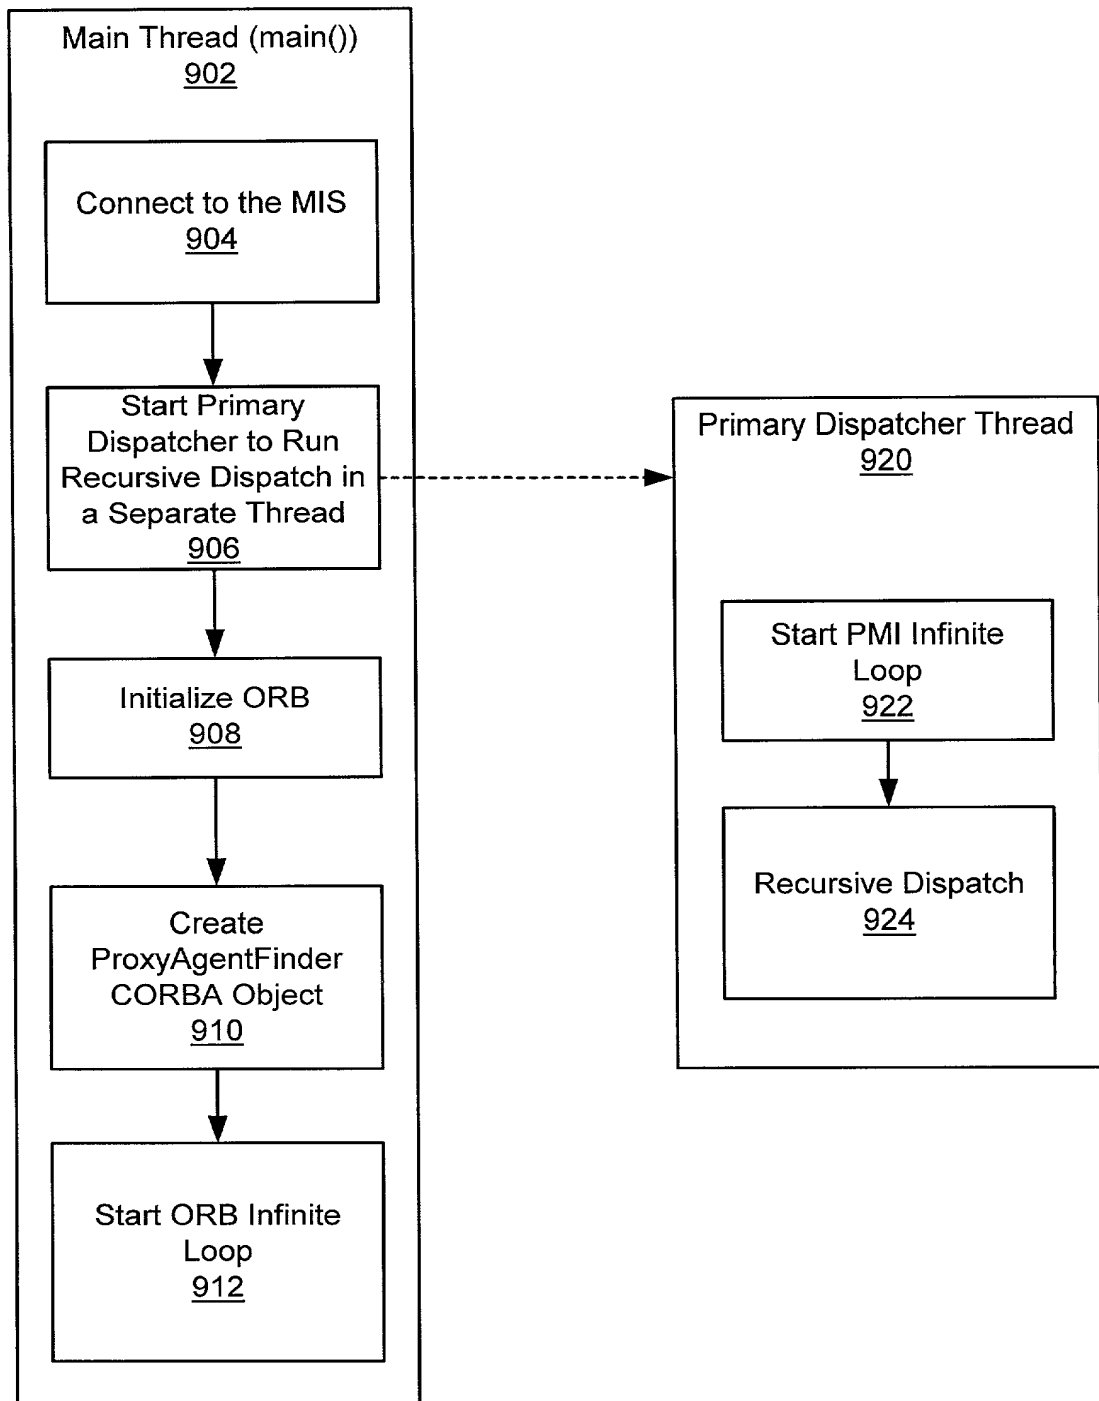 Main Thread (main())
902
Connect to the MIS
904
Start Primary
Dispatcher to Run
Recursive Dispatch in
a Separate Thread
906
Initialize ORB
908
Create
ProxyAgentFinder
CORBA Object
910
Start ORB Infinite
Loop
912
Primary Dispatcher Thread
920
Start PMI Infinite
Loop
922
Recursive Dispatch
924